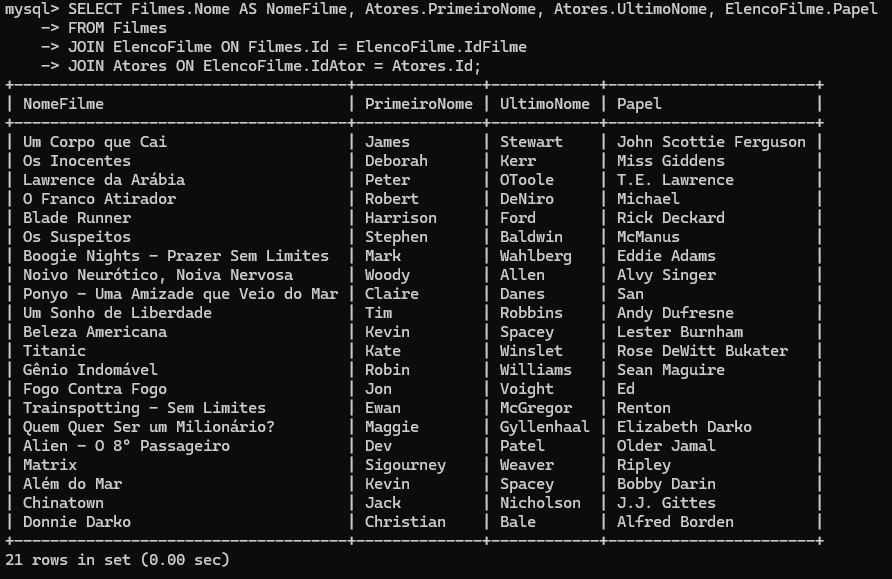 mysql> SELECT Filmes.Nome AS NomeFilme, Atores.PrimeiroNome, Atores.UltimoNome, ElencoFilme.Papel
    -> FROM Filmes
    -> JOIN ElencoFilme ON Filmes.Id = ElencoFilme.IdFilme
    -> JOIN Atores ON ElencoFilme.IdAtor = Atores.Id;
+-------------------------------------+--------------+------------+-----------------------+
| NomeFilme                           | PrimeiroNome | UltimoNome | Papel                 |
+-------------------------------------+--------------+------------+-----------------------+
| Um Corpo que Cai                    | James        | Stewart    | John Scottie Ferguson |
| Os Inocentes                        | Deborah      | Kerr       | Miss Giddens          |
| Lawrence da Arábia                  | Peter        | OToole     | T.E. Lawrence         |
| O Franco Atirador                   | Robert       | DeNiro     | Michael               |
| Blade Runner                        | Harrison     | Ford       | Rick Deckard          |
| Os Suspeitos                        | Stephen      | Baldwin    | McManus               |
| Boogie Nights - Prazer Sem Limites  | Mark         | Wahlberg   | Eddie Adams           |
| Noivo Neurótico, Noiva Nervosa      | Woody        | Allen      | Alvy Singer           |
| Ponyo - Uma Amizade que Veio do Mar | Claire       | Danes      | San                   |
| Um Sonho de Liberdade               | Tim          | Robbins    | Andy Dufresne         |
| Beleza Americana                    | Kevin        | Spacey     | Lester Burnham        |
| Titanic                             | Kate         | Winslet    | Rose DeWitt Bukater   |
| Gênio Indomável                     | Robin        | Williams   | Sean Maguire          |
| Fogo Contra Fogo                    | Jon          | Voight     | Ed                    |
| Trainspotting - Sem Limites         | Ewan         | McGregor   | Renton                |
| Quem Quer Ser um Milionário?        | Maggie       | Gyllenhaal | Elizabeth Darko       |
| Alien - O 8° Passageiro             | Dev          | Patel      | Older Jamal           |
| Matrix                              | Sigourney    | Weaver     | Ripley                |
| Além do Mar                         | Kevin        | Spacey     | Bobby Darin           |
| Chinatown                           | Jack         | Nicholson  | J.J. Gittes           |
| Donnie Darko                        | Christian    | Bale       | Alfred Borden         |
+-------------------------------------+--------------+------------+-----------------------+
21 rows in set (0.00 sec)